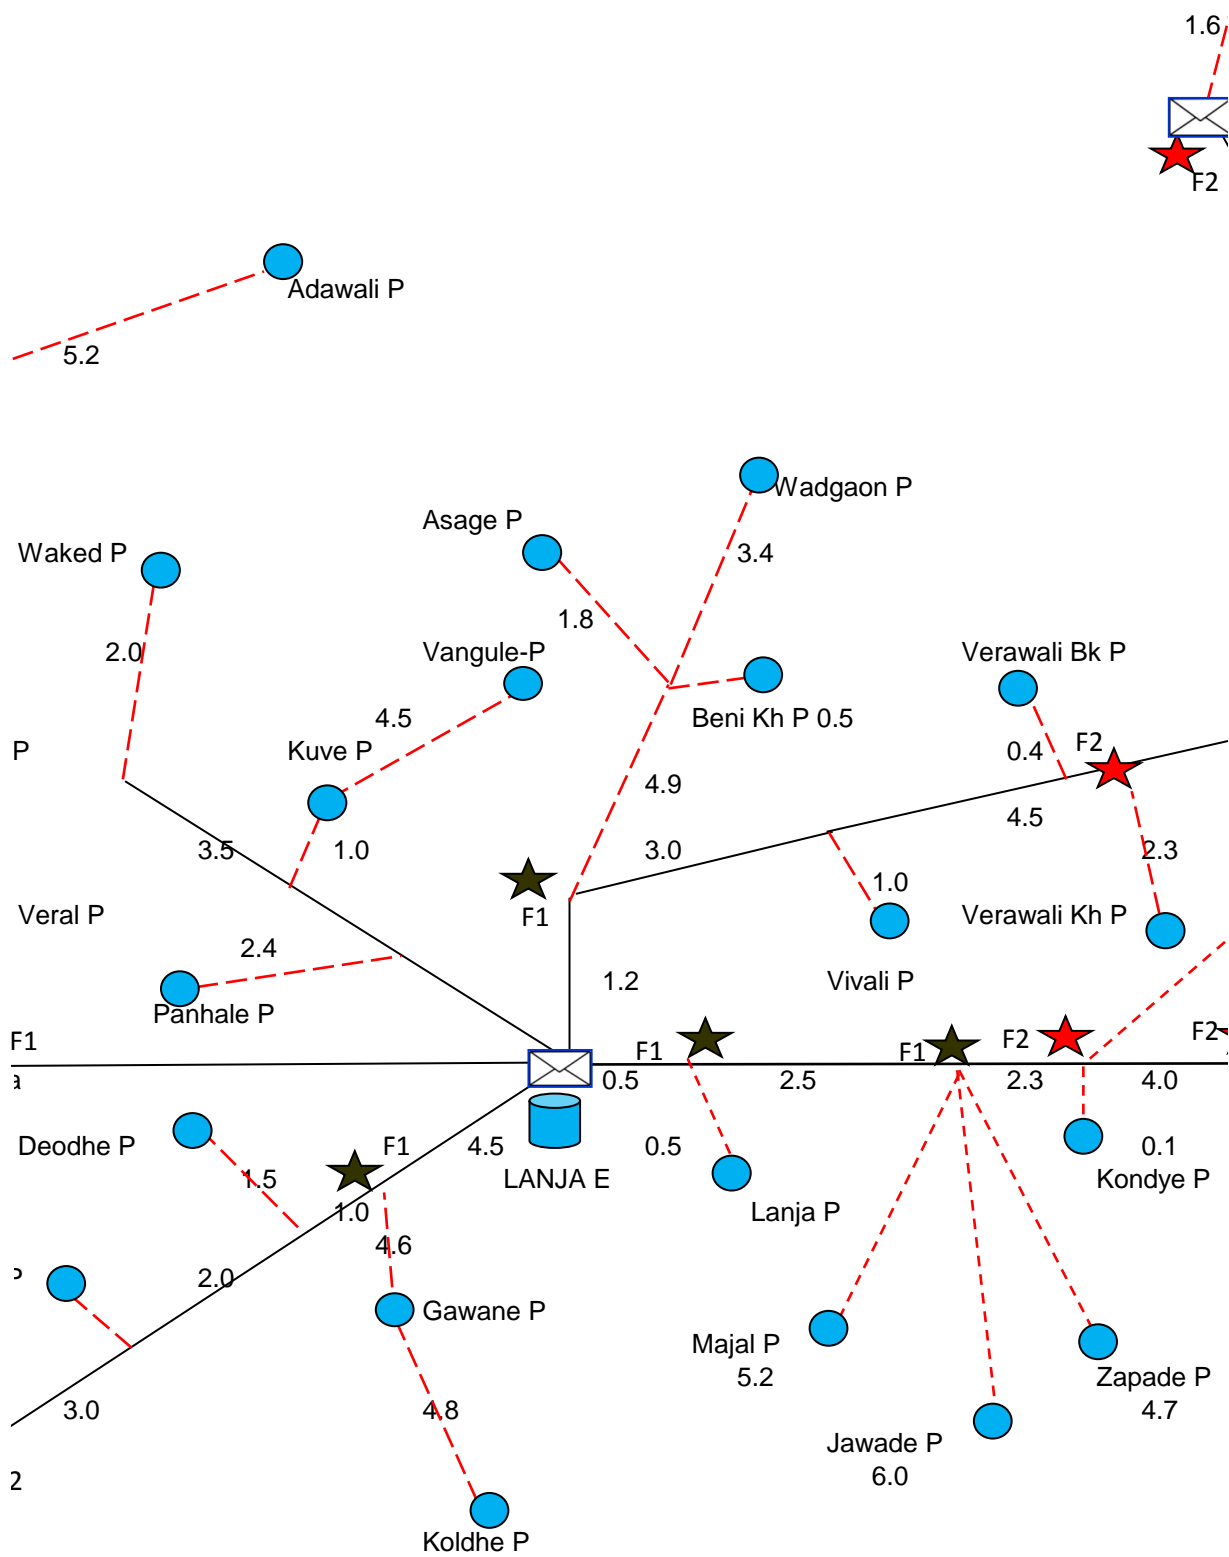 1.6
F2
Adawali P
5.2
Wadgaon P
Asage P
3.4
Waked P
1.8
2.0
Vangule-P
Verawali Bk P
4.5
Beni Kh P 0.5
Kuve P
P
0.4
F2
4.9
4.5
3.5
1.0
3.0
2.3
1.0
F1
Veral P
Verawali Kh P
2.4
1.2
Vivali P
Panhale P
F1
F1
F1
F2
F2
a
0.5
2.5
2.3
4.0
Deodhe P
F1
4.5
0.5
0.1
1.5
LANJA E
Kondye P
1.0
Lanja P
4.6
2.0
P
Gawane P
Majal P
5.2
Zapade P
4.7
3.0
4.8
Jawade P
6.0
2
Koldhe P